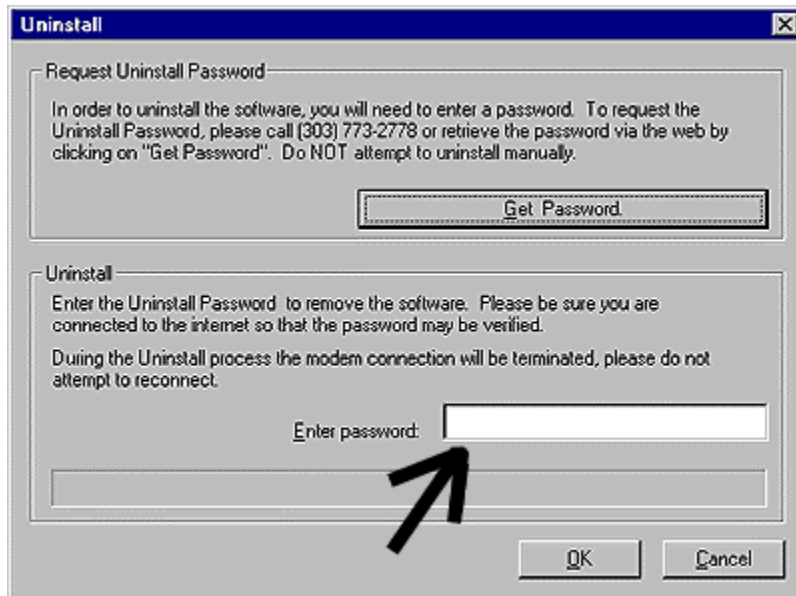 Uninstall
Request Uninstall Password
In order to uninstall the software, you will need to enter a password. To request the
Uninstall Password, please call (303) 773-2778 or retrieve the password via the web by
clicking on "Get Password". Do NOT attempt to uninstall manually.
Get Password.
Uninstall
Enter the Uninstall Password to remove the software. Please be sure you are
connected to the internet so that the password may be verified.
During the Uninstall process the modem connection will be terminated, please do not
attempt to reconnect.
Enter password:
OK
Cancel